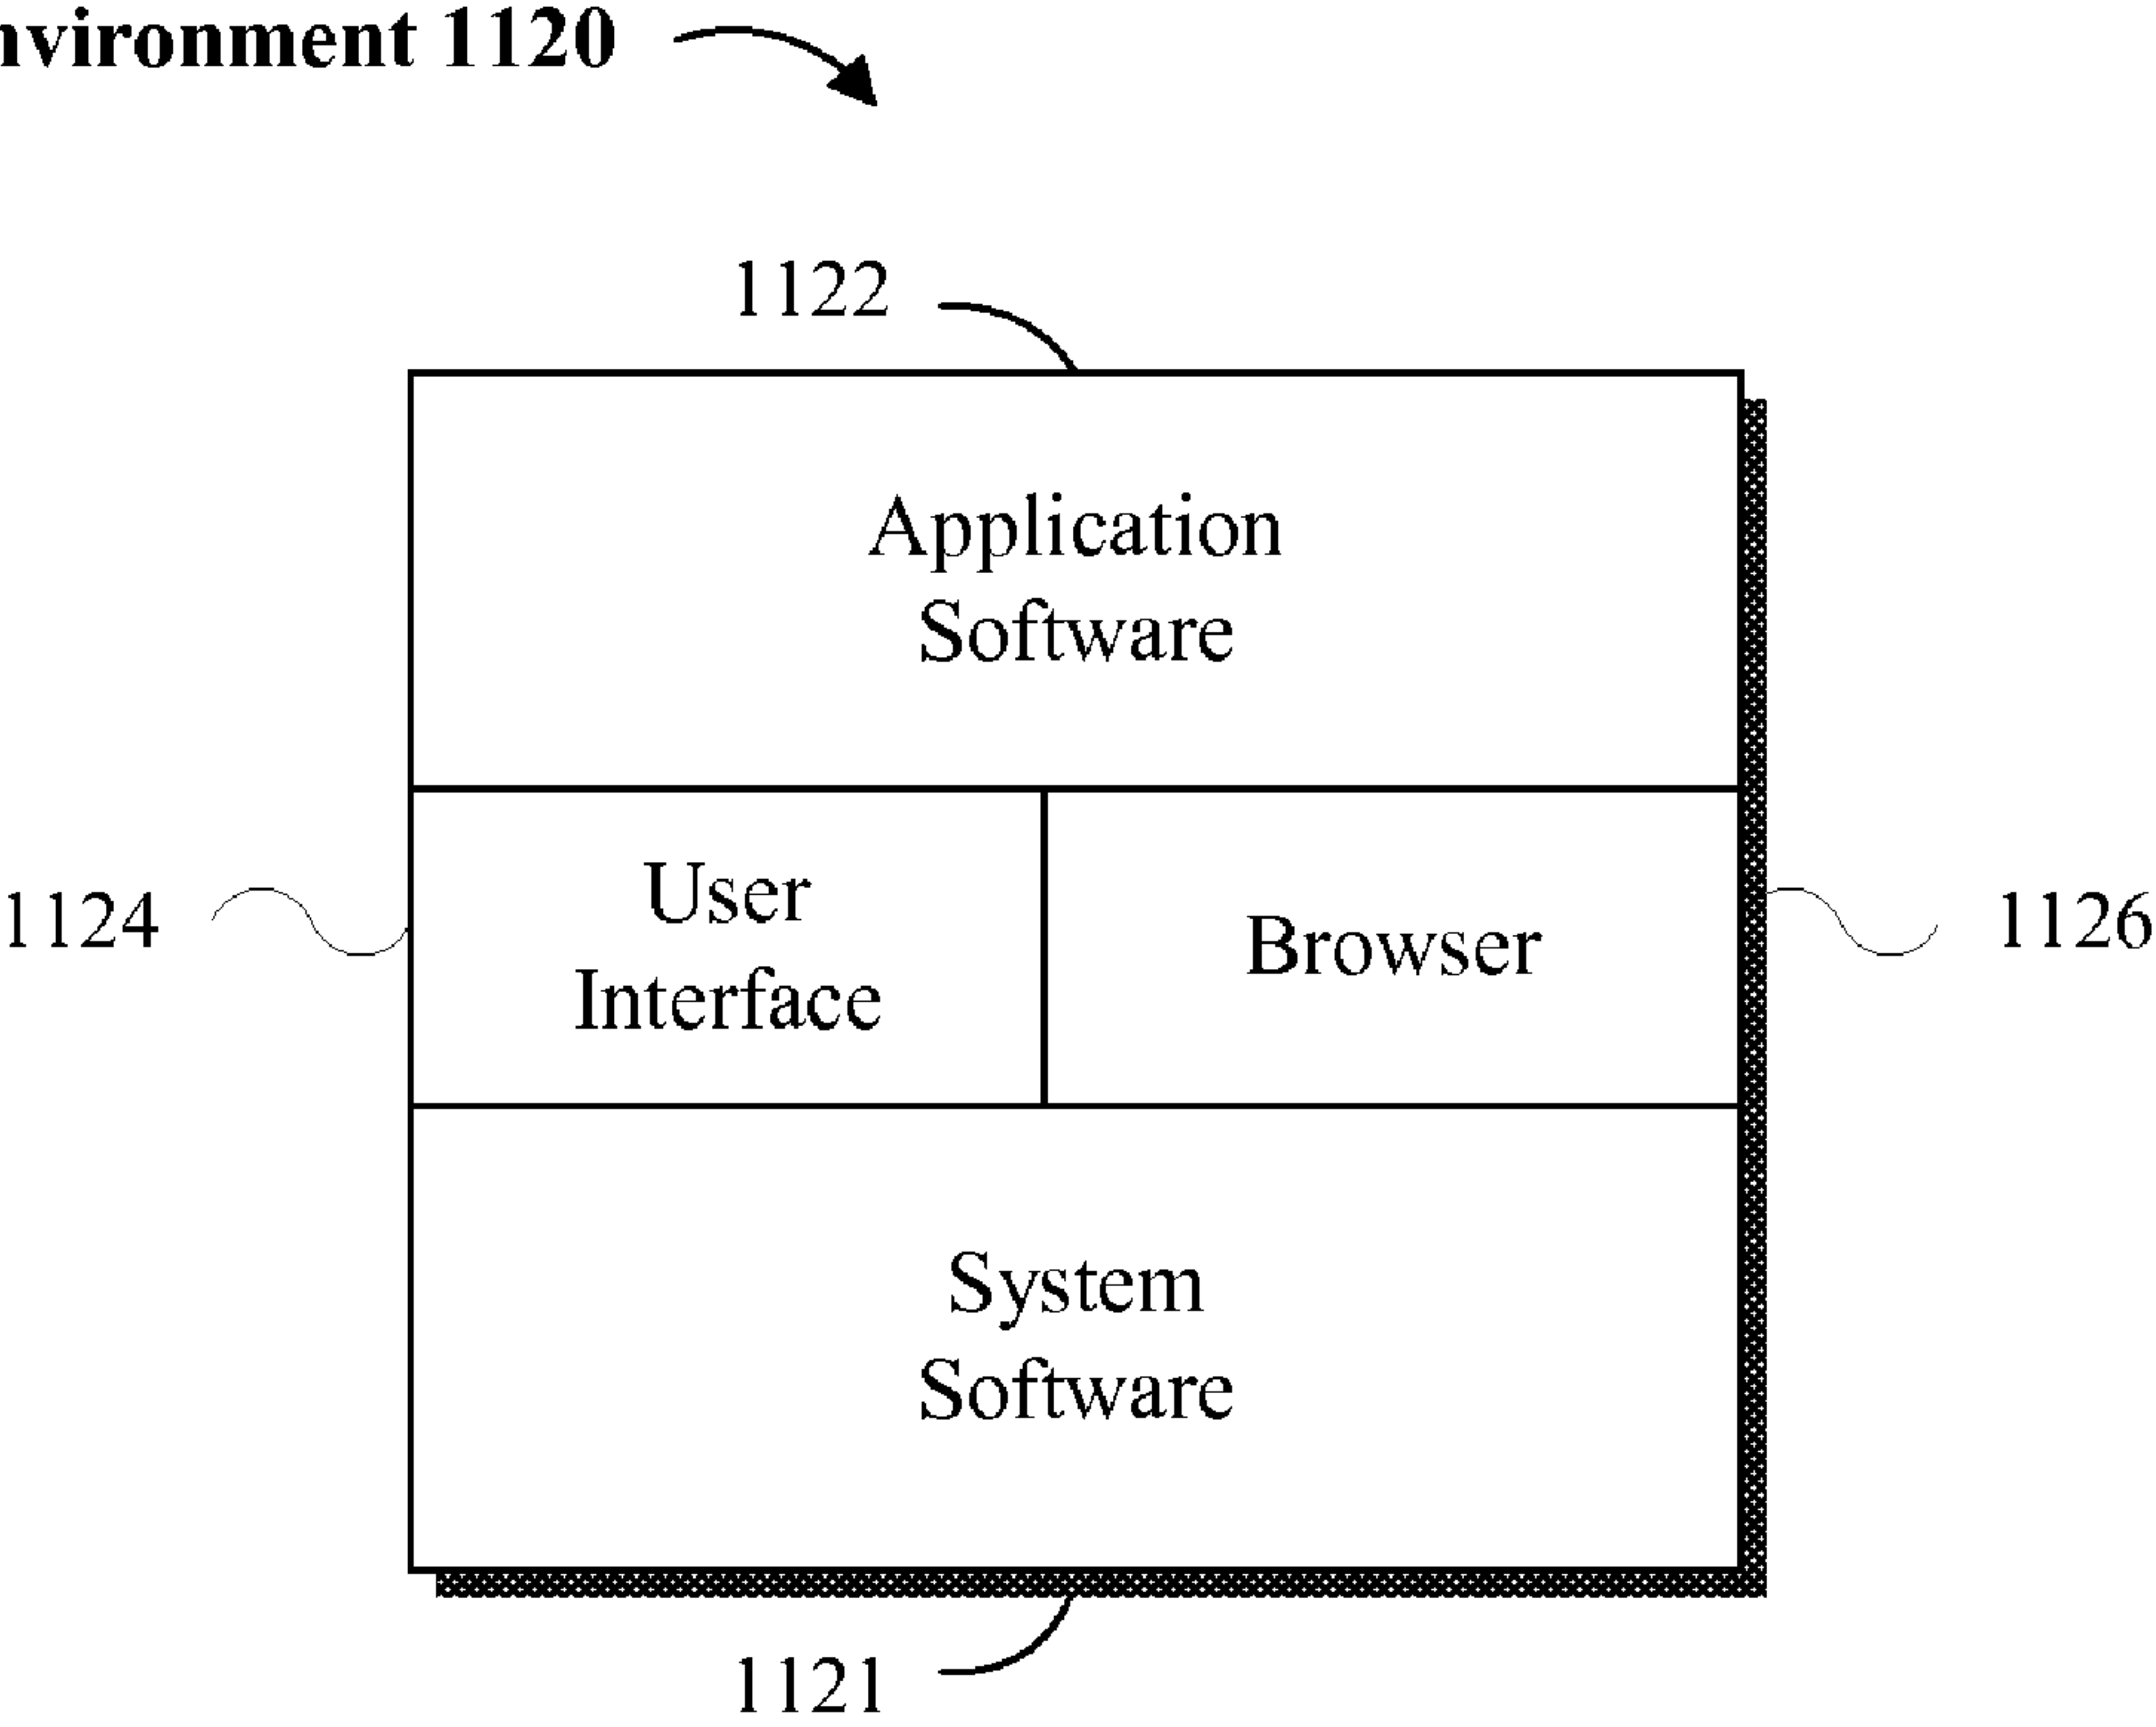 nvironment 1120
1122
Application
Software
1124
User
Interface
Browser
1126
System
Software
1121